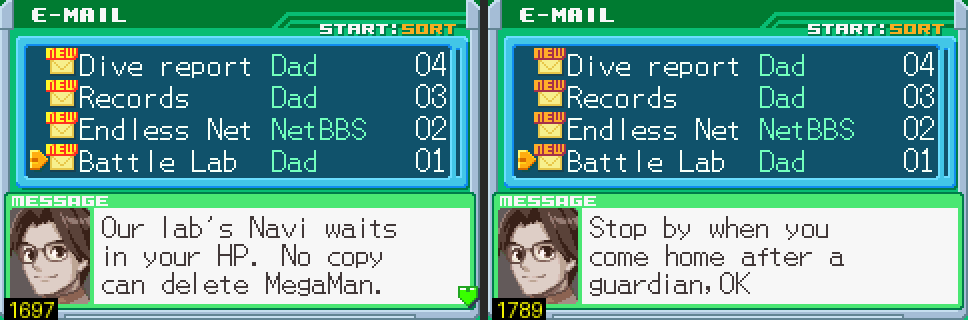 E-MAIL
START:SORT
NEW Dive report Dad 04
NEW Records Dad 03
NEW Endless Net NetBBS 02
NEW Battle Lab Dad 01
MESSAGE
Our lab's Navi waits
in your HP. No copy
can delete MegaMan.
1697
E-MAIL
START:SORT
NEW Dive report Dad 04
NEW Records Dad 03
NEW Endless Net NetBBS 02
NEW Battle Lab Dad 01
MESSAGE
Stop by when you
come home after a
guardian,OK
1789